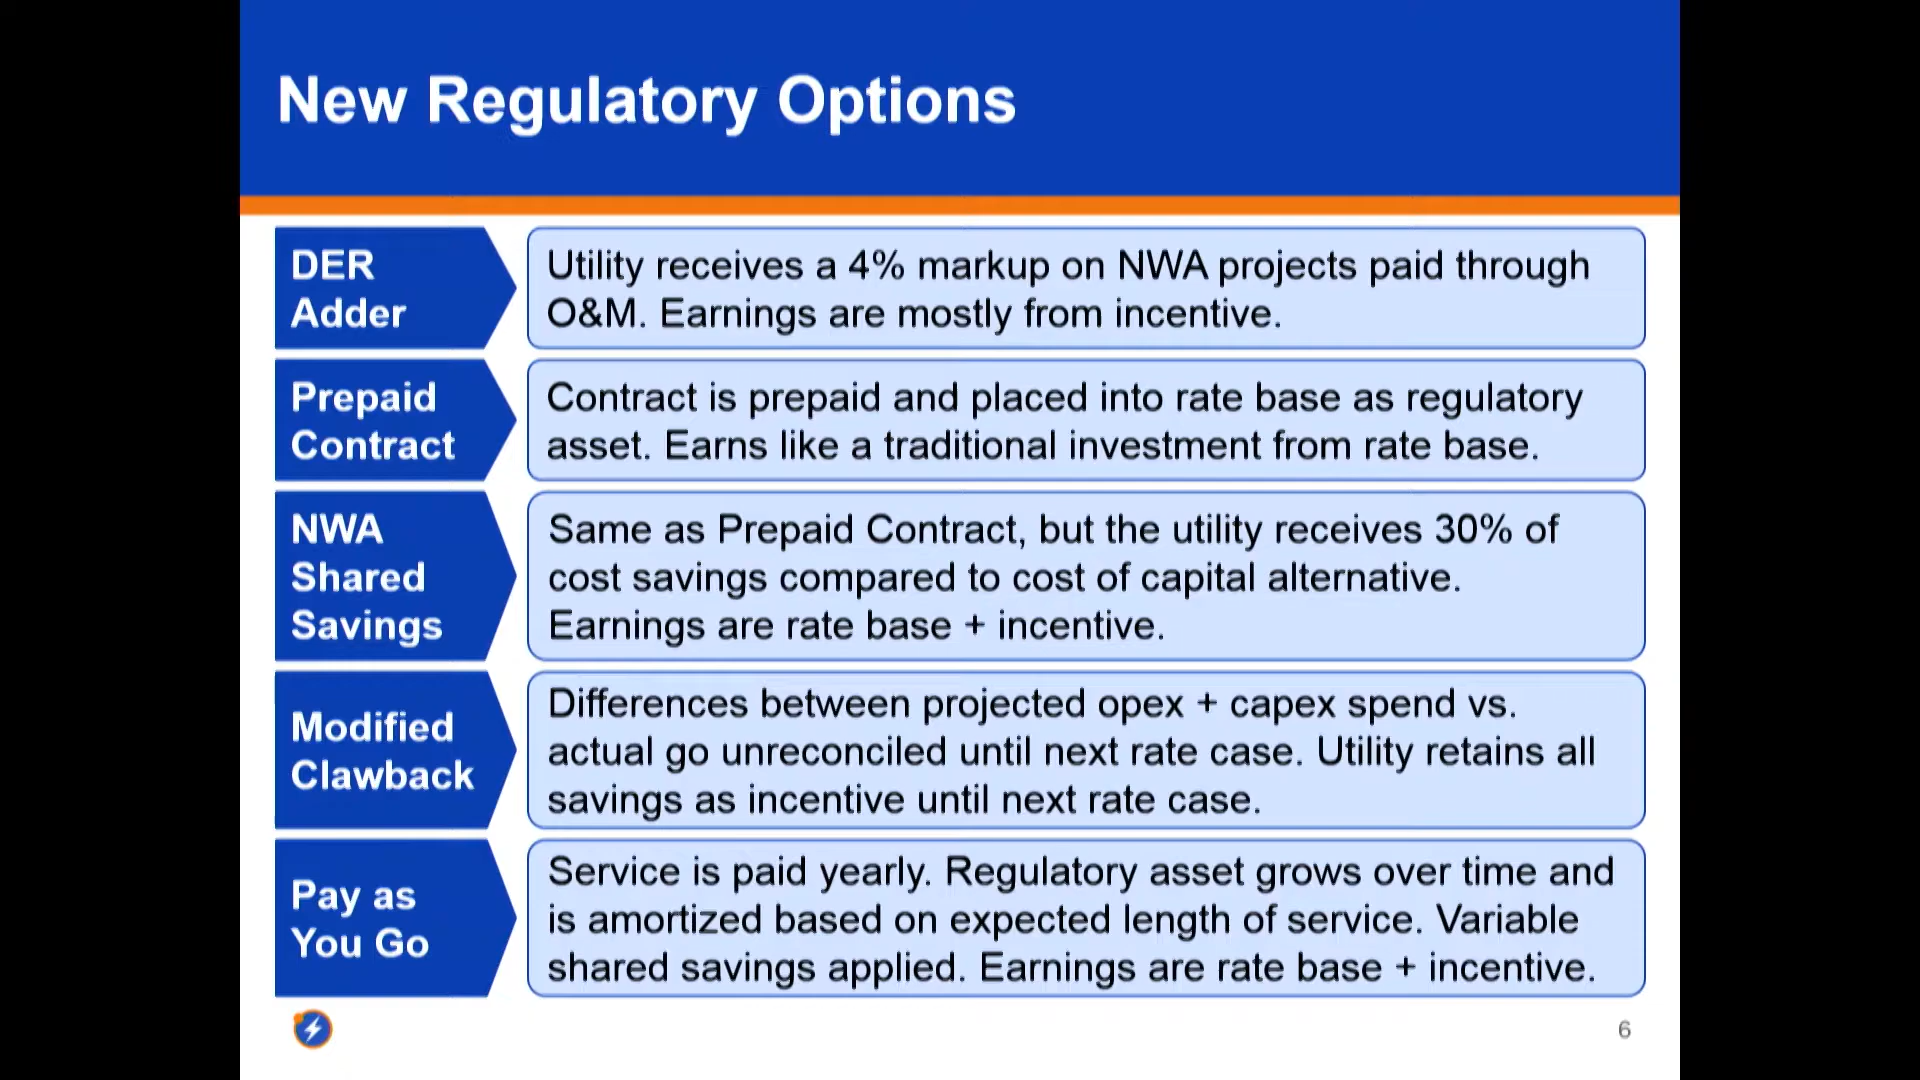 New Regulatory Options
DER
Adder
Utility receives a 4% markup on NWA projects paid through
O&M. Earnings are mostly from incentive.
Prepaid
Contract
Contract is prepaid and placed into rate base as regulatory
asset. Earns like a traditional investment from rate base.
NWA
Shared
Savings
Same as Prepaid Contract, but the utility receives 30% of
cost savings compared to cost of capital alternative.
Earnings are rate base + incentive.
Modified
Clawback
Differences between projected opex + capex spend vs.
actual go unreconciled until next rate case. Utility retains all
savings as incentive until next rate case.
Pay as
You Go
Service is paid yearly. Regulatory asset grows over time and
is amortized based on expected length of service. Variable
shared savings applied. Earnings are rate base + incentive.
6